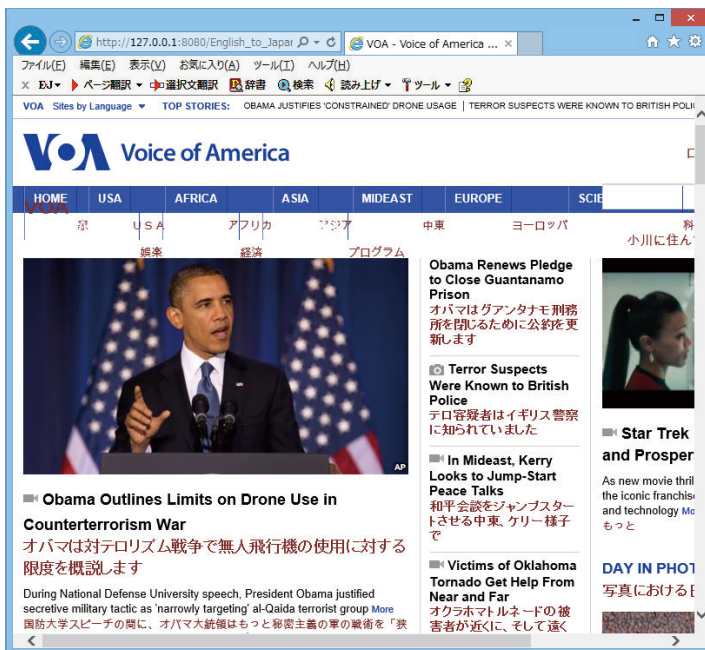 http://127.0.0.1:8080/English_to_Japan
VOA - Voice of America ...
ファイル(F) 編集(E) 表示(V) お気に入り(A) ツール(T) ヘルプ(H)
× EJ ページ翻訳 選択文翻訳 辞書 検索 読み上げ ツール
VOA Sites by Language TOP STORIES: OBAMA JUSTIFIES 'CONSTRAINED' DRONE USAGE | TERROR SUSPECTS WERE KNOWN TO BRITISH POLI
VOA Voice of America
HOME USA AFRICA ASIA MIDEAST EUROPE SCIE
VOA
USA アフリカ アジア 中東 ヨーロッパ 科
小川に住ん
娯楽 経済 プログラム
AP
Obama Outlines Limits on Drone Use in
Counterterrorism War
オバマは対テロリズム戦争で無人飛行機の使用に対する
限度を概説します
During National Defense University speech, President Obama justified
secretive military tactic as 'narrowly targeting' al-Qaida terrorist group More
国防大学スピーチの間に、オバマ大統領はもっと秘密主義の軍の戦術を「狭
Obama Renews Pledge
to Close Guantanamo
Prison
オバマはグアンタナモ刑務
所を閉じるために公約を更
新します
Terror Suspects
Were Known to British
Police
テロ容疑者はイギリス警察
に知られていました
In Mideast, Kerry
Looks to Jump-Start
Peace Talks
和平会談をジャンプスター
トさせる中東、ケリー様子
で
Victims of Oklahoma
Tornado Get Help From
Near and Far
オクラホマトルネードの被
害者が近くに、そして遠く
Star Trek
and Prosper
As new movie thril
the iconic franchis
and technology Mo
もっと
DAY IN PHOT
写真における